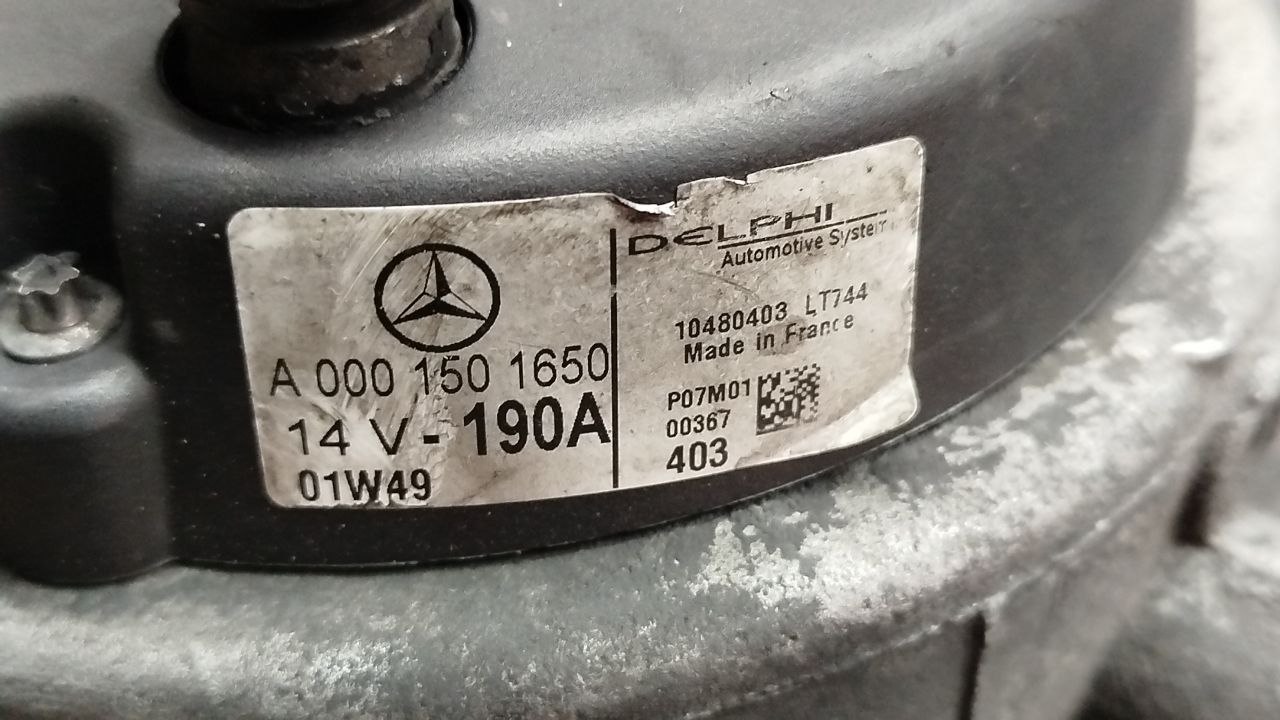 A 000 150 1650
14 V - 190A
01W49
DELPHI
Automotive System
10480403 LT744
Made in France
P07M01
00367
403